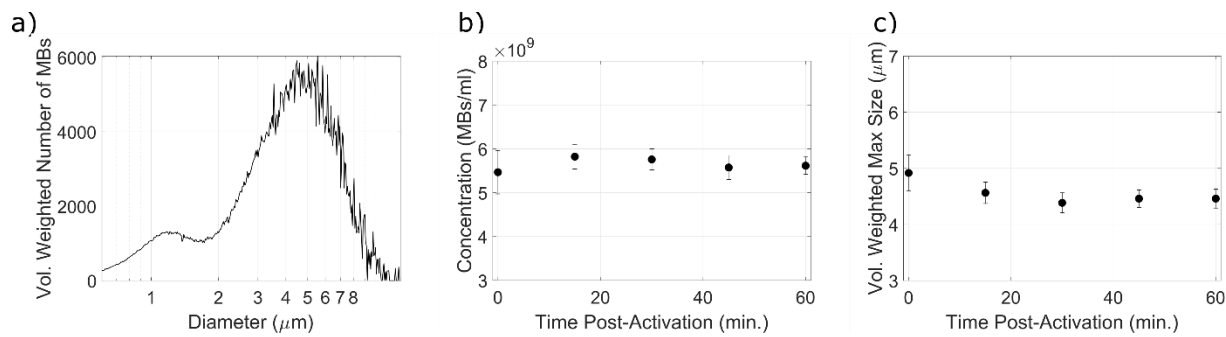 a)
Vol. Weighted Number of MBs
6000
4000
2000
0
1 2 3 4 5 6 7 8
Diameter (μm)
b)
×10⁹
Concentration (MBs/ml)
8
7
6
5
4
3
0 20 40 60
Time Post-Activation (min.)
c)
Vol. Weighted Max Size (μm)
7
6
5
4
3
0 20 40 60
Time Post-Activation (min.)